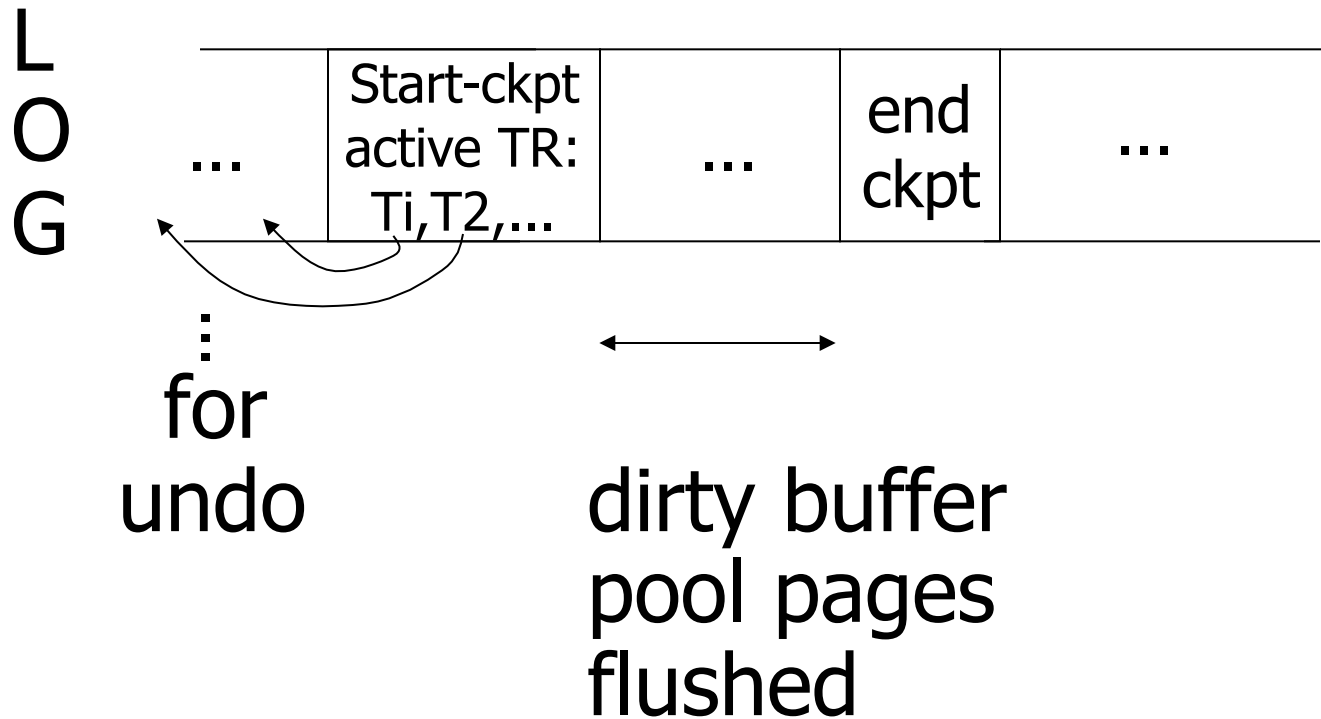 L
O
G
...
Start-ckpt
active TR:
Ti,T2,...
...
end
ckpt
...
...
for
undo
dirty buffer
pool pages
flushed